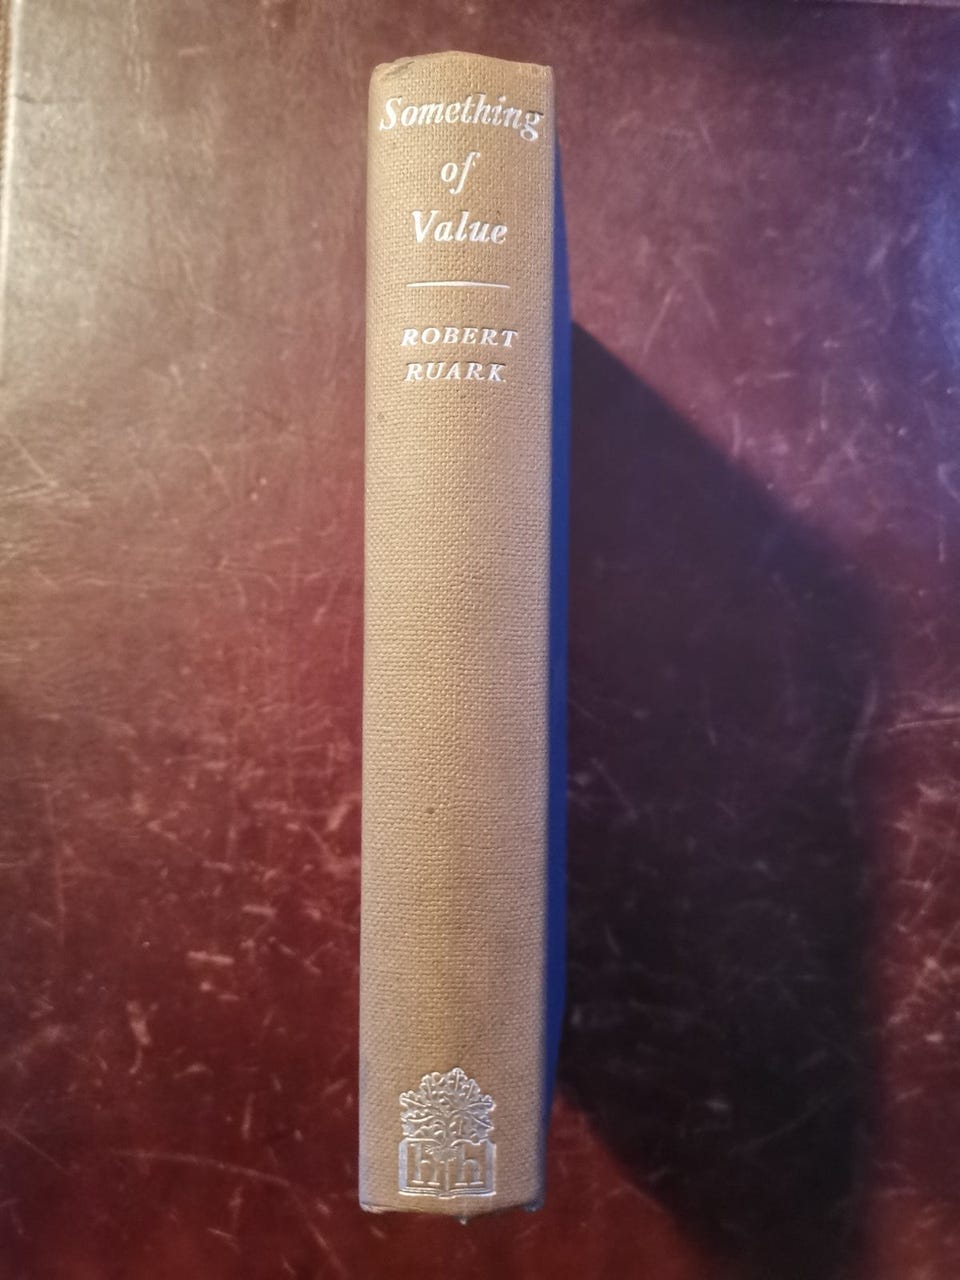 Something
of
Value
ROBERT
RUARK
h h